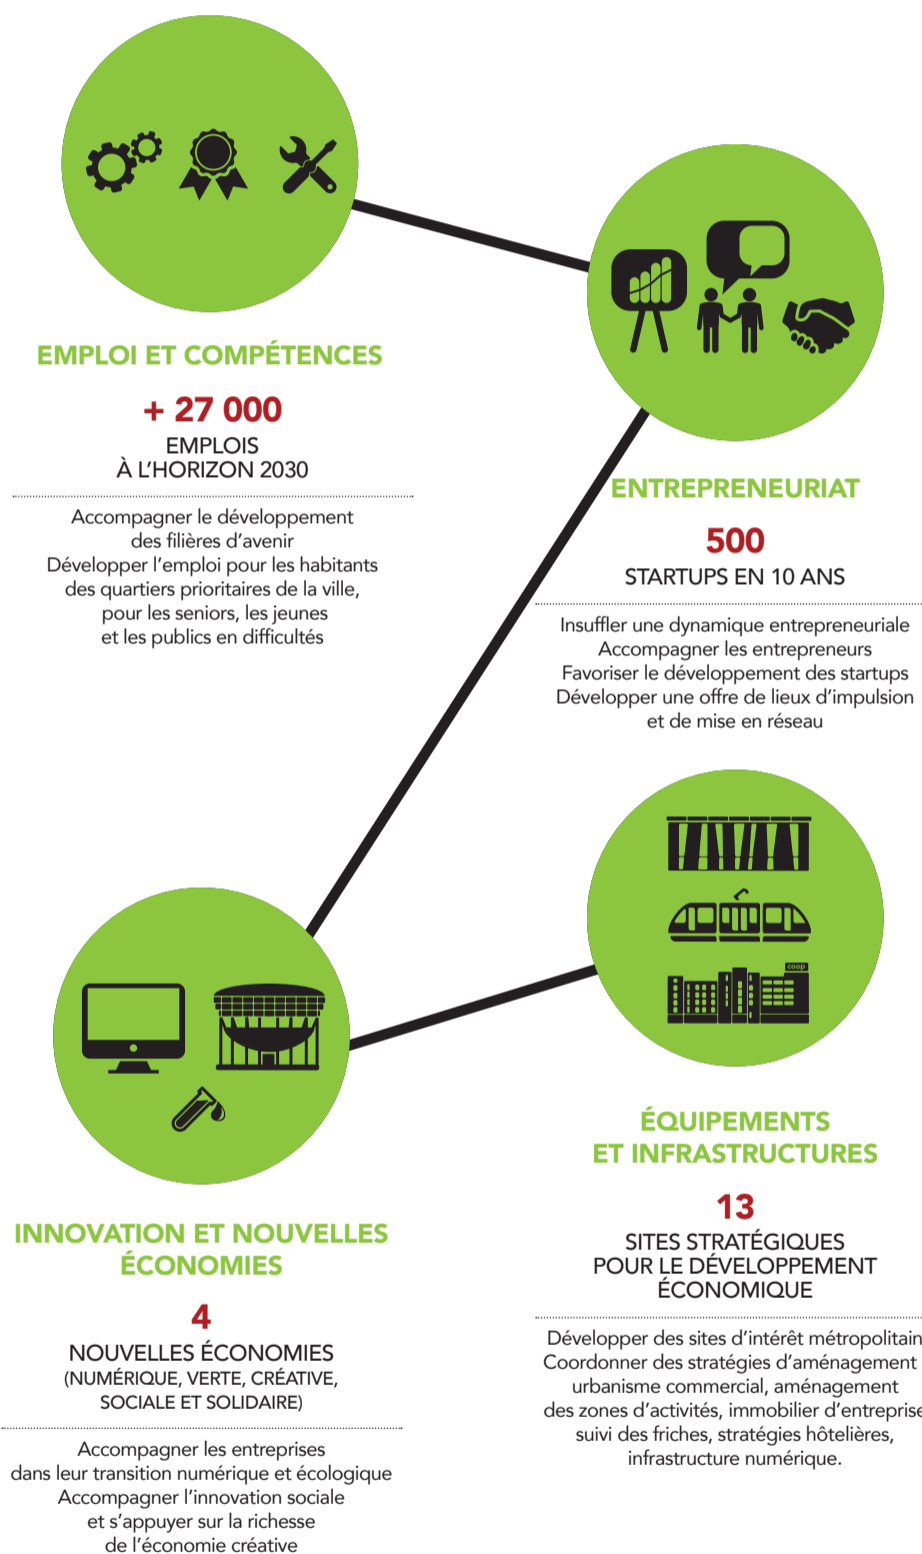 EMPLOI ET COMPÉTENCES
+ 27 000
EMPLOIS
À L'HORIZON 2030
Accompagner le développement
des filières d'avenir
Développer l'emploi pour les habitants
des quartiers prioritaires de la ville,
pour les seniors, les jeunes
et les publics en difficultés
ENTREPRENEURIAT
500
STARTUPS EN 10 ANS
Insuffler une dynamique entrepreneuriale
Accompagner les entrepreneurs
Favoriser le développement des startups
Développer une offre de lieux d'impulsion
et de mise en réseau
INNOVATION ET NOUVELLES
ÉCONOMIES
4
NOUVELLES ÉCONOMIES
(NUMÉRIQUE, VERTE, CRÉATIVE,
SOCIALE ET SOLIDAIRE)
Accompagner les entreprises
dans leur transition numérique et écologique
Accompagner l'innovation sociale
et s'appuyer sur la richesse
de l'économie créative
coop
ÉQUIPEMENTS
ET INFRASTRUCTURES
13
SITES STRATÉGIQUES
POUR LE DÉVELOPPEMENT
ÉCONOMIQUE
Développer des sites d'intérêt métropolitain
Coordonner des stratégies d'aménagement
urbanisme commercial, aménagement
des zones d'activités, immobilier d'entreprise
suivi des friches, stratégies hôtelières,
infrastructure numérique.